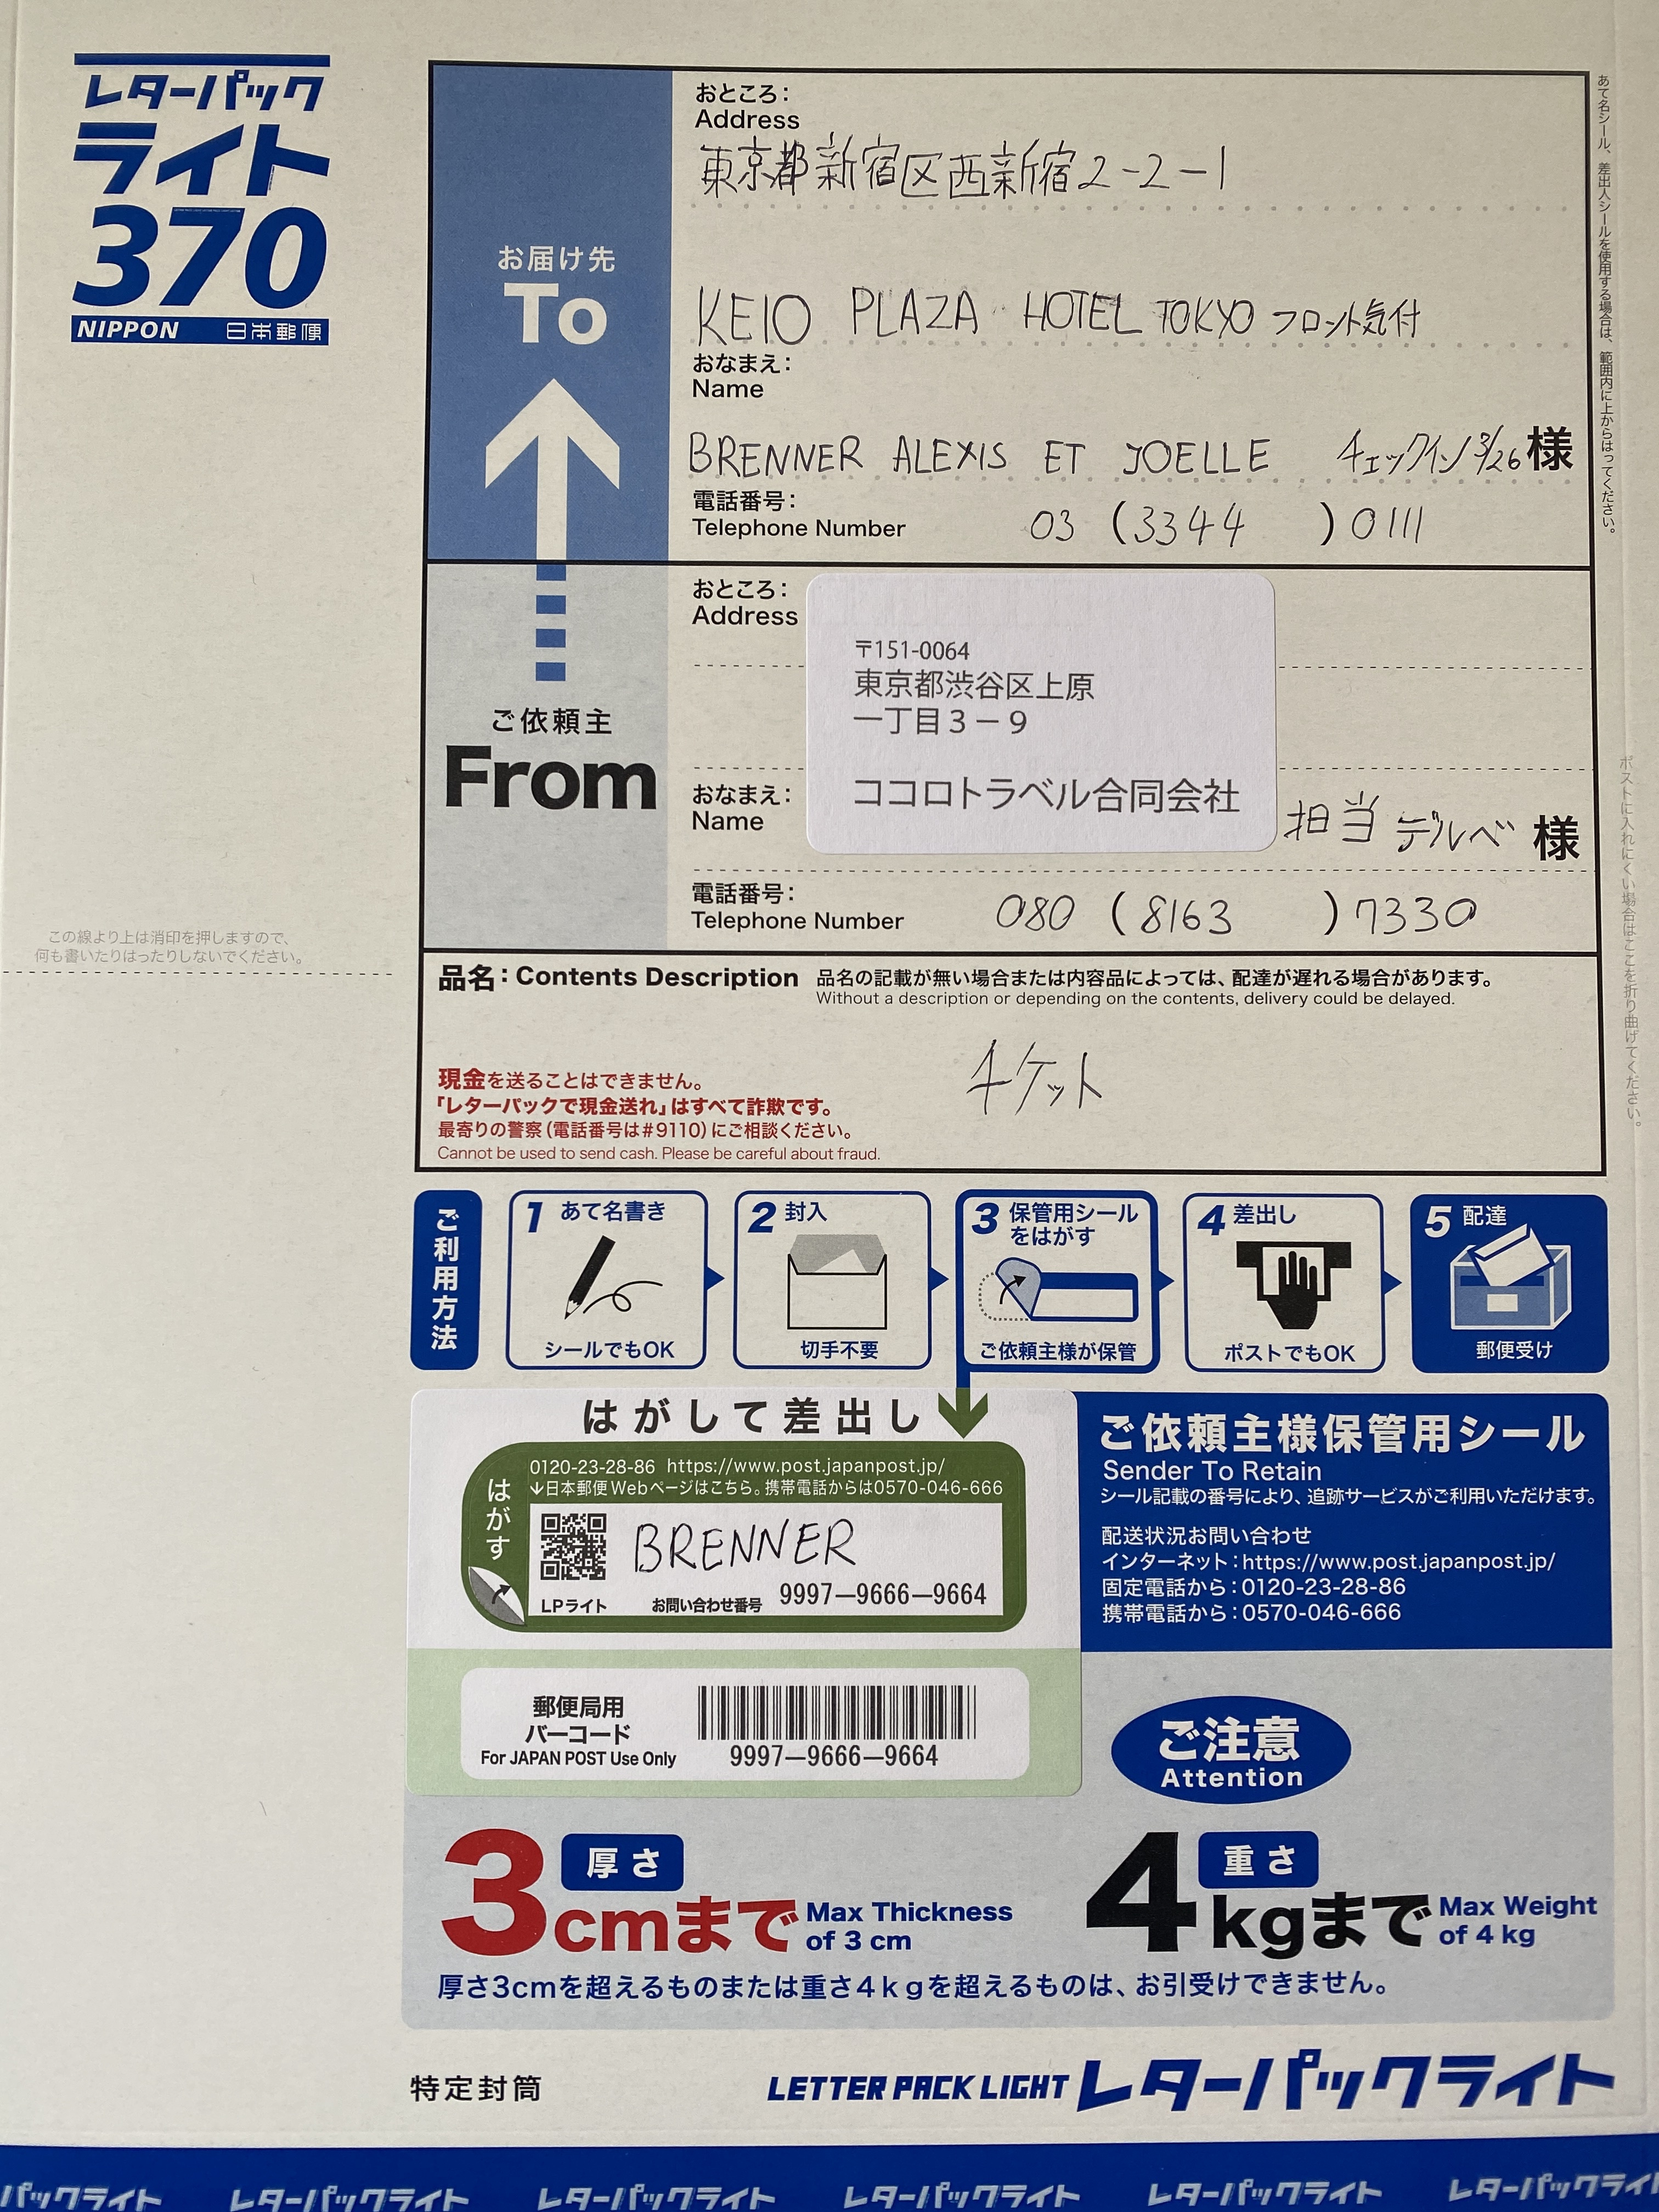 レターパック
ライト
370
NIPPON 日本郵便
お届け先
To
おところ:
Address
東京都新宿区西新宿2-2-1
KEIO PLAZA HOTEL TOKYO フロント気付
おなまえ:
Name
BRENNER ALEXIS ET JOELLE チェックイン3/26様
電話番号:
Telephone Number
03 (3344 ) 0111
あて名シール、差出人シールを使用する場合は、範囲内に上からはってください。
ご依頼主
From
おところ:
Address
〒151-0064
東京都渋谷区上原
一丁目3-9
おなまえ:
Name
ココロトラベル合同会社 担当 デルベ 様
電話番号:
Telephone Number
080 (8163 ) 7330
ポストに入れにくい場合はここを折り曲げてください。
この線より上は消印を押しますので、
何も書いたりはったりしないでください。
品名:Contents Description 品名の記載が無い場合または内容品によっては、配達が遅れる場合があります。
Without a description or depending on the contents, delivery could be delayed.
チケット
現金を送ることはできません。
「レターパックで現金送れ」はすべて詐欺です。
最寄りの警察(電話番号は#9110)にご相談ください。
Cannot be used to send cash. Please be careful about fraud.
ご利用方法
1 あて名書き
シールでもOK
2 封入
切手不要
3 保管用シール
をはがす
ご依頼主様が保管
4 差出し
ポストでもOK
5 配達
郵便受け
はがして差出し
はがす
0120-23-28-86 https://www.post.japanpost.jp/
↓日本郵便Webページはこちら。携帯電話からは0570-046-666
BRENNER
LPライト お問い合わせ番号 9997-9666-9664
ご依頼主様保管用シール
Sender To Retain
シール記載の番号により、追跡サービスがご利用いただけます。
配送状況お問い合わせ
インターネット:https://www.post.japanpost.jp/
固定電話から:0120-23-28-86
携帯電話から:0570-046-666
郵便局用
バーコード
For JAPAN POST Use Only
9997-9666-9664
ご注意
Attention
厚さ
3cmまで Max Thickness
of 3 cm
重さ
4kgまで Max Weight
of 4 kg
厚さ3cmを超えるものまたは重さ4kgを超えるものは、お引受けできません。
特定封筒
LETTER PACK LIGHT レターパックライト
パックライト レターパックライト レターパックライト レターパックライト レターパックライト レターパックライ